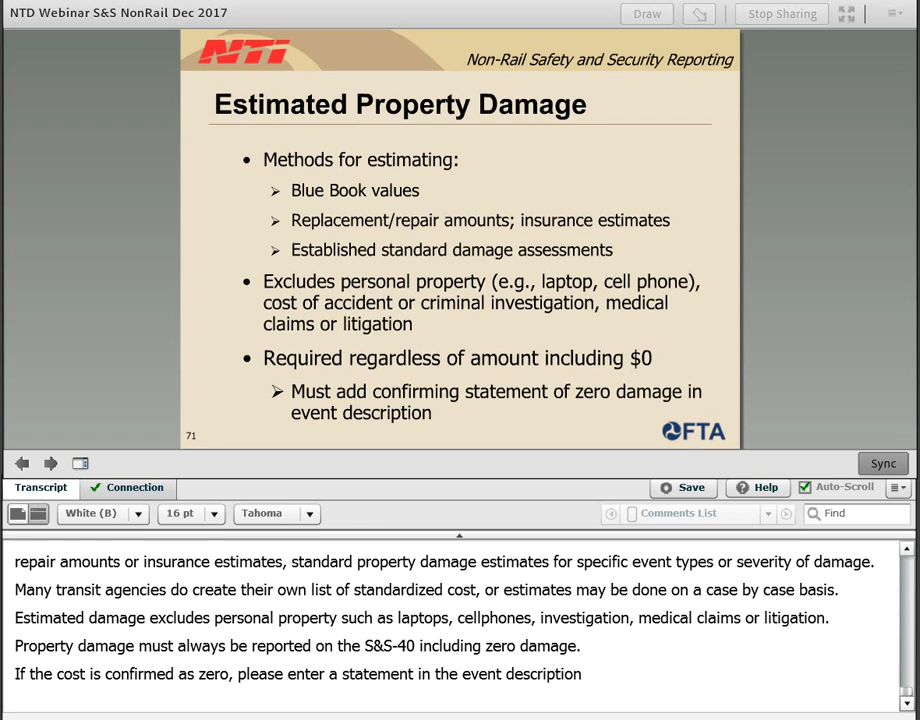 NTD Webinar S&S NonRail Dec 2017
Draw
Stop Sharing
NTI
Non-Rail Safety and Security Reporting
Estimated Property Damage
• Methods for estimating:
➢ Blue Book values
➢ Replacement/repair amounts; insurance estimates
➢ Established standard damage assessments
• Excludes personal property (e.g., laptop, cell phone),
cost of accident or criminal investigation, medical
claims or litigation
• Required regardless of amount including $0
➢ Must add confirming statement of zero damage in
event description
71
FTA
Sync
Transcript
Connection
Save
Help
Auto-Scroll
White (B)
16 pt
Tahoma
Comments List
Find
repair amounts or insurance estimates, standard property damage estimates for specific event types or severity of damage.
Many transit agencies do create their own list of standardized cost, or estimates may be done on a case by case basis.
Estimated damage excludes personal property such as laptops, cellphones, investigation, medical claims or litigation.
Property damage must always be reported on the S&S-40 including zero damage.
If the cost is confirmed as zero, please enter a statement in the event description